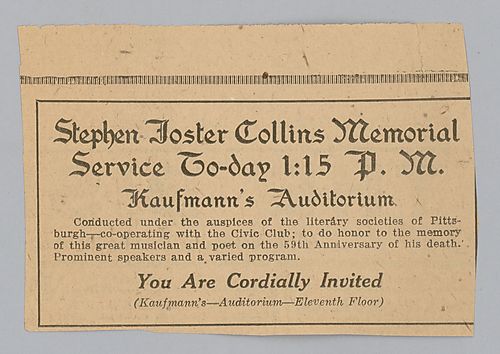 Stephen Foster Collins Memorial
Service To-day 1:15 P. M.
Kaufmann's Auditorium
Conducted under the auspices of the literary societies of Pitts-
burgh—co-operating with the Civic Club; to do honor to the memory
of this great musician and poet on the 59th Anniversary of his death.
Prominent speakers and a varied program.
You Are Cordially Invited
(Kaufmann's—Auditorium—Eleventh Floor)